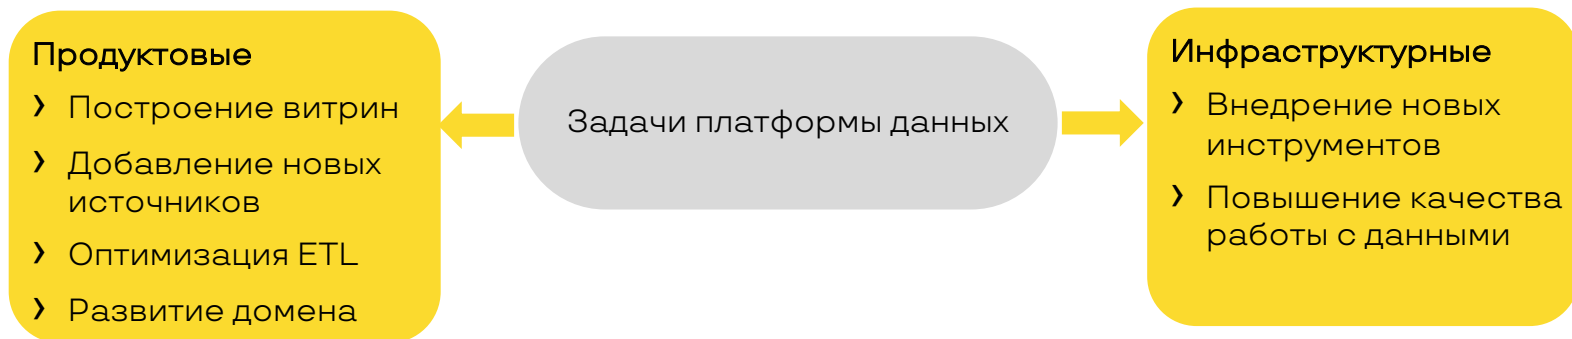 Продуктовые
› Построение витрин
› Добавление новых
источников
› Оптимизация ETL
› Развитие домена
Задачи платформы данных
Инфраструктурные
› Внедрение новых
инструментов
› Повышение качества
работы с данными